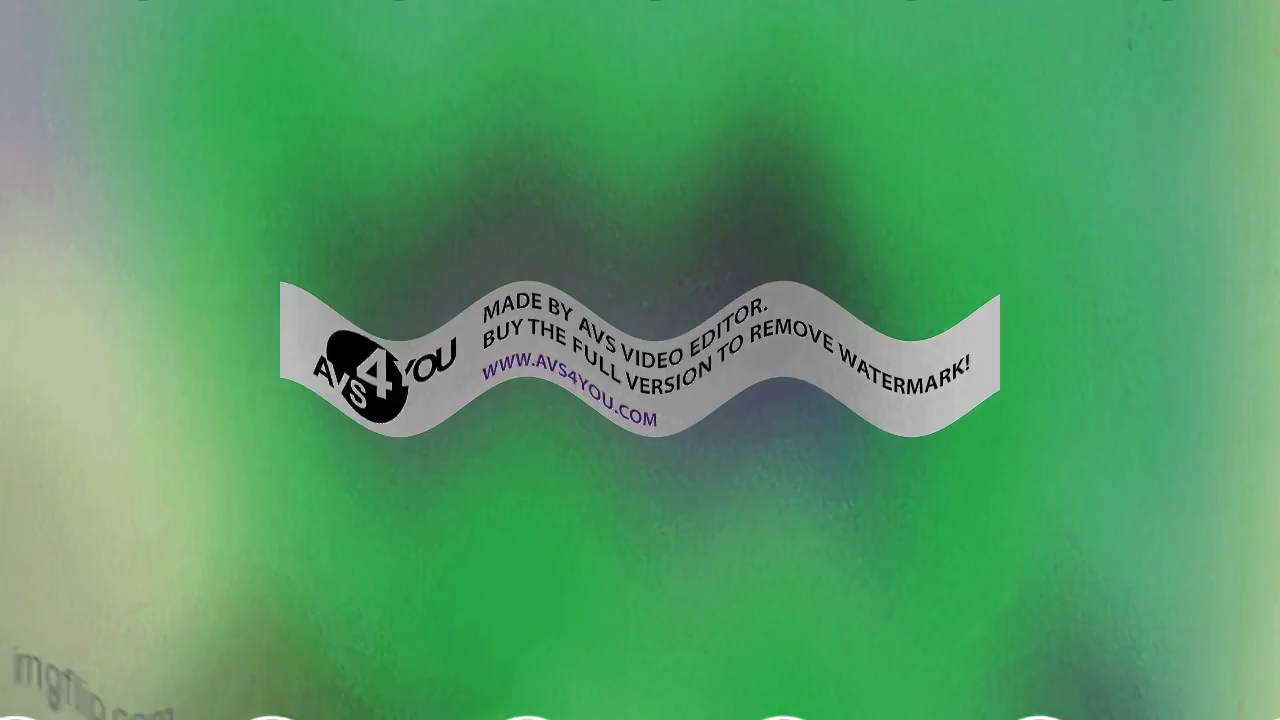 AVS4YOU
MADE BY AVS VIDEO EDITOR.
BUY THE FULL VERSION TO REMOVE WATERMARK!
WWW.AVS4YOU.COM
imgflip.com